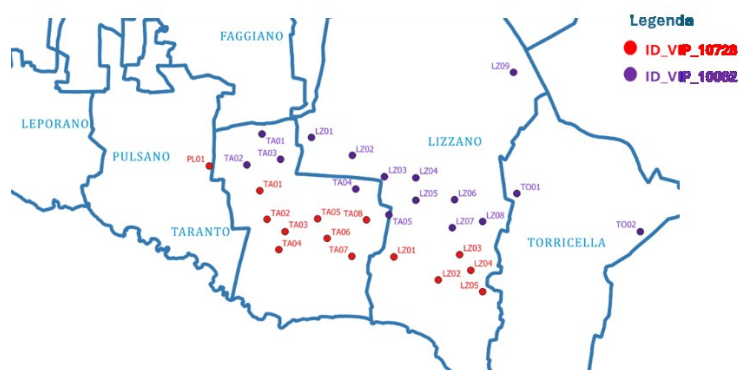 Legenda
FAGGIANO
ID_VIP_10728
LZ09
ID_VIP_10082
LEPORANO
TA01
LZ01
LIZZANO
TA03
LZ02
PULSANO
PL01
TA02
LZ03
LZ04
TA04
TA01
LZ05
LZ06
TO01
TA02
TA05
TA08
TA05
LZ07
LZ08
TO02
TARANTO
TA03
TA06
TORRICELLA
TA04
TA07
LZ01
LZ03
LZ02
LZ04
LZ05